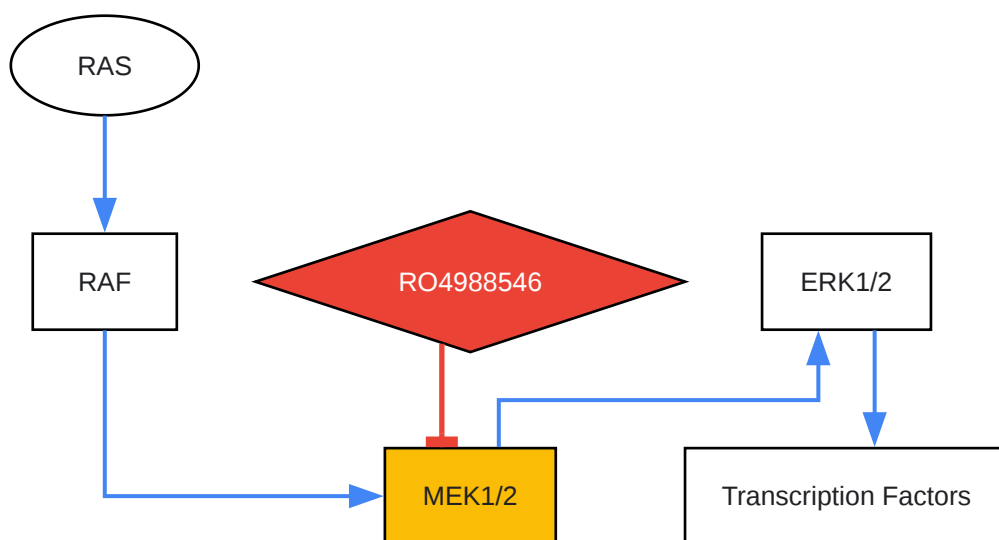 RAS
RAF
RO4988546
ERK1/2
MEK1/2
Transcription Factors